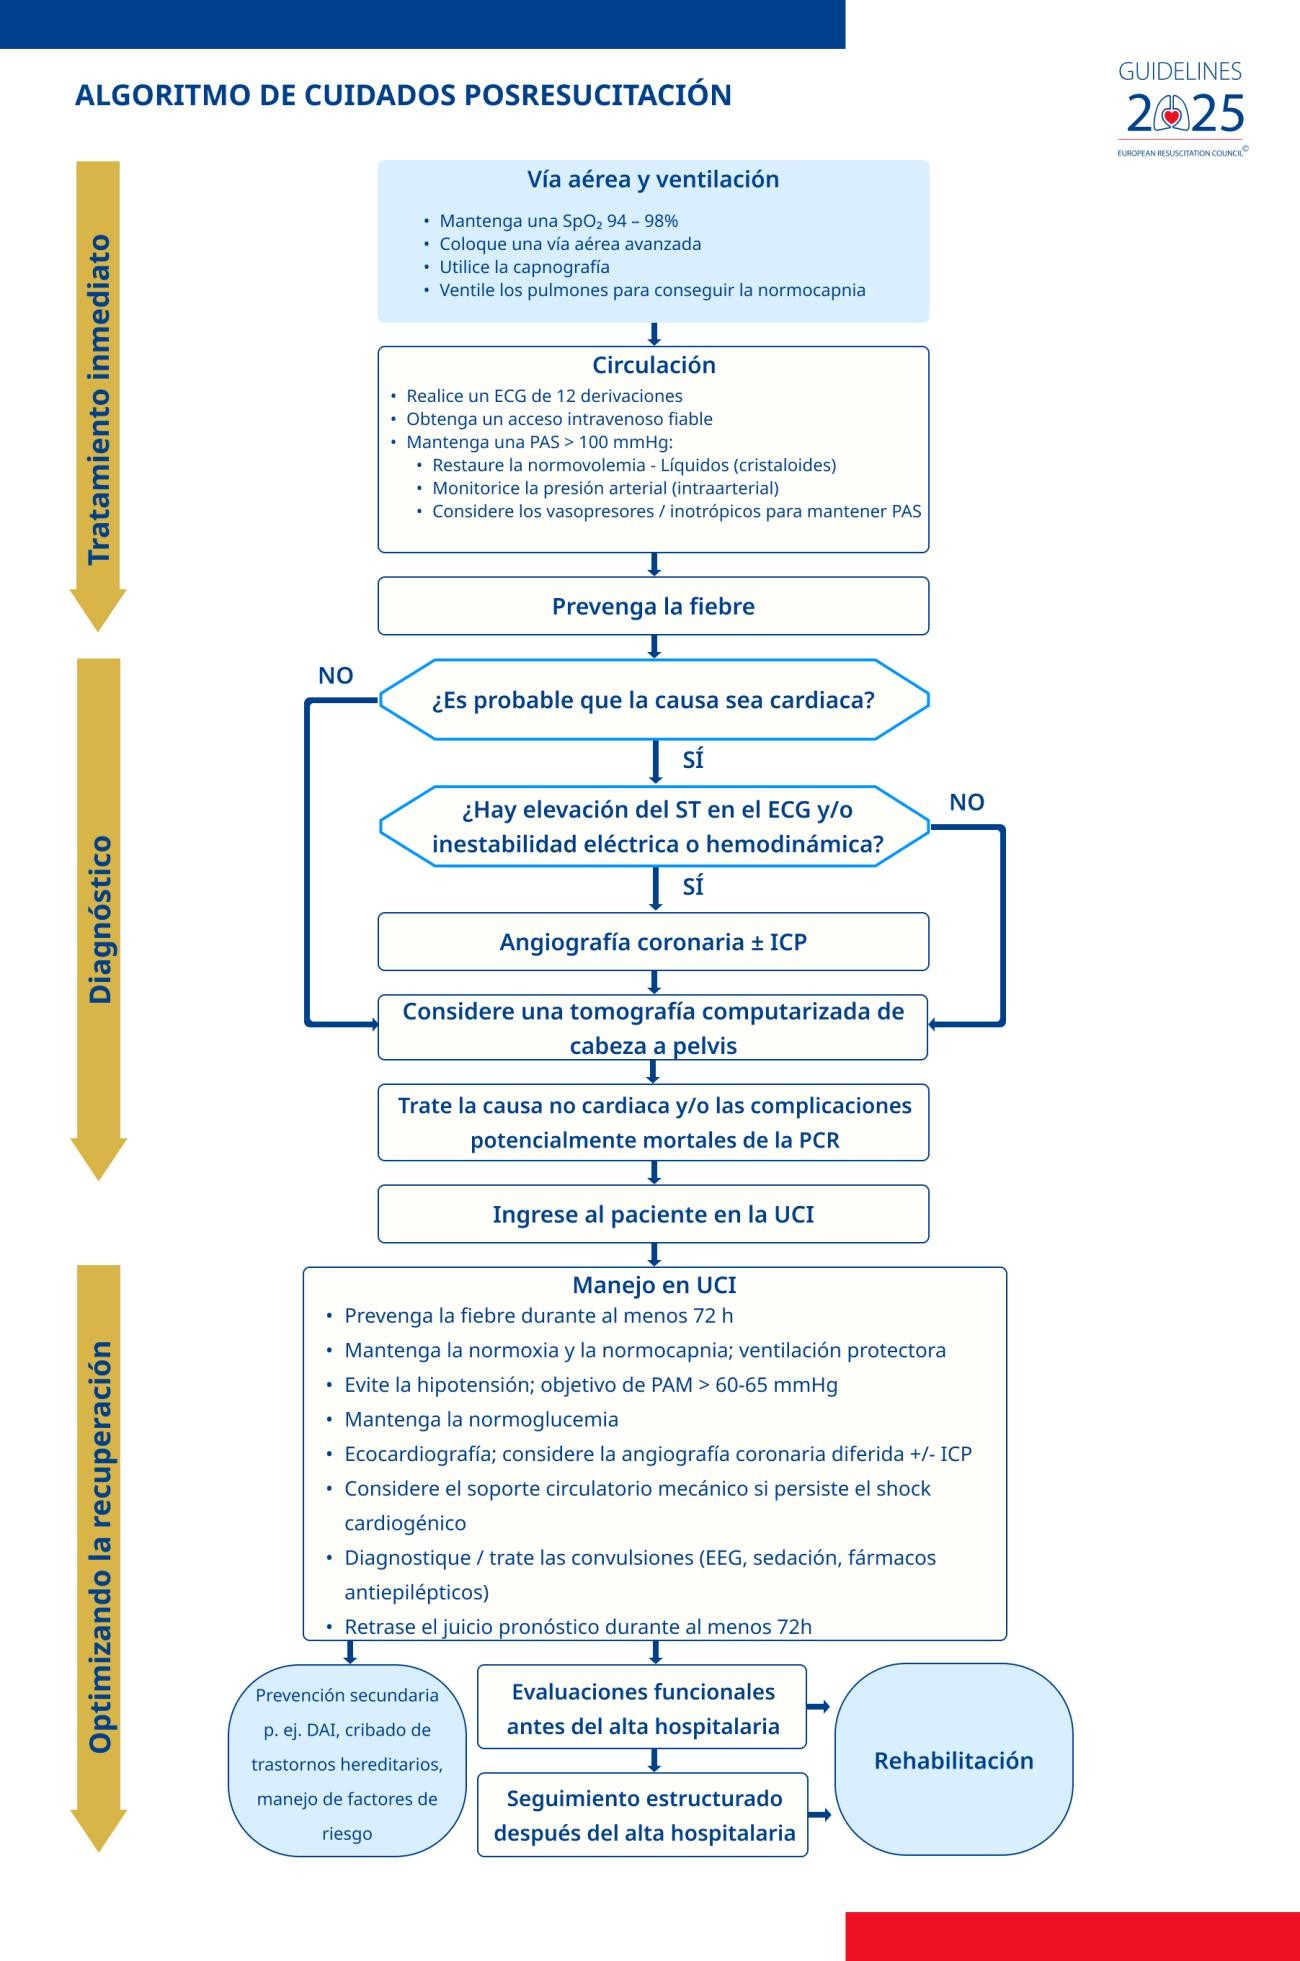 ALGORITMO DE CUIDADOS POSRESUCITACIÓN
GUIDELINES
2025
EUROPEAN RESUSCITATION COUNCIL©
Tratamiento inmediato
Vía aérea y ventilación
• Mantenga una SpO₂ 94 – 98%
• Coloque una vía aérea avanzada
• Utilice la capnografía
• Ventile los pulmones para conseguir la normocapnia
Circulación
• Realice un ECG de 12 derivaciones
• Obtenga un acceso intravenoso fiable
• Mantenga una PAS > 100 mmHg:
• Restaure la normovolemia - Líquidos (cristaloides)
• Monitorice la presión arterial (intraarterial)
• Considere los vasopresores / inotrópicos para mantener PAS
Prevenga la fiebre
Diagnóstico
NO
¿Es probable que la causa sea cardiaca?
SÍ
NO
¿Hay elevación del ST en el ECG y/o
inestabilidad eléctrica o hemodinámica?
SÍ
Angiografía coronaria ± ICP
Considere una tomografía computarizada de
cabeza a pelvis
Trate la causa no cardiaca y/o las complicaciones
potencialmente mortales de la PCR
Ingrese al paciente en la UCI
Optimizando la recuperación
Manejo en UCI
• Prevenga la fiebre durante al menos 72 h
• Mantenga la normoxia y la normocapnia; ventilación protectora
• Evite la hipotensión; objetivo de PAM > 60-65 mmHg
• Mantenga la normoglucemia
• Ecocardiografía; considere la angiografía coronaria diferida +/- ICP
• Considere el soporte circulatorio mecánico si persiste el shock
cardiogénico
• Diagnostique / trate las convulsiones (EEG, sedación, fármacos
antiepilépticos)
• Retrase el juicio pronóstico durante al menos 72h
Prevención secundaria
p. ej. DAI, cribado de
trastornos hereditarios,
manejo de factores de
riesgo
Evaluaciones funcionales
antes del alta hospitalaria
Seguimiento estructurado
después del alta hospitalaria
Rehabilitación